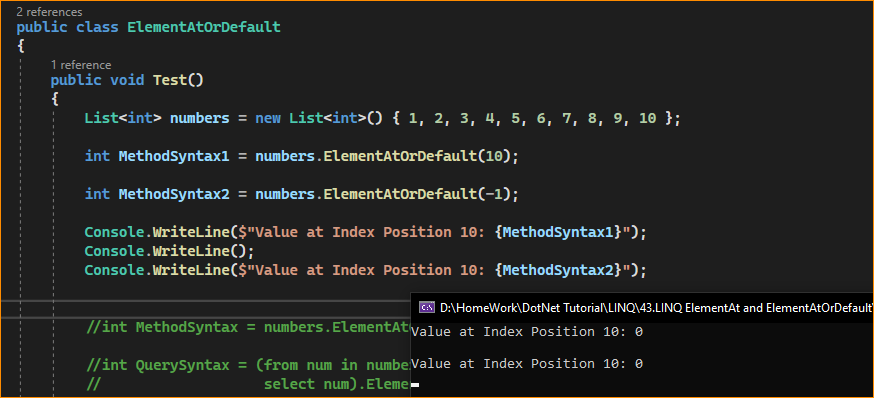 2 references
public class ElementAtOrDefault
{
1 reference
public void Test()
{
List<int> numbers = new List<int>() { 1, 2, 3, 4, 5, 6, 7, 8, 9, 10 };
int MethodSyntax1 = numbers.ElementAtOrDefault(10);
int MethodSyntax2 = numbers.ElementAtOrDefault(-1);
Console.WriteLine($"Value at Index Position 10: {MethodSyntax1}");
Console.WriteLine();
Console.WriteLine($"Value at Index Position 10: {MethodSyntax2}");
//int MethodSyntax = numbers.ElementAt
//int QuerySyntax = (from num in numbe
// select num).Eleme
D:\HomeWork\DotNet Tutorial\LINQ\43.LINQ ElementAt and ElementAtOrDefault
Value at Index Position 10: 0
Value at Index Position 10: 0